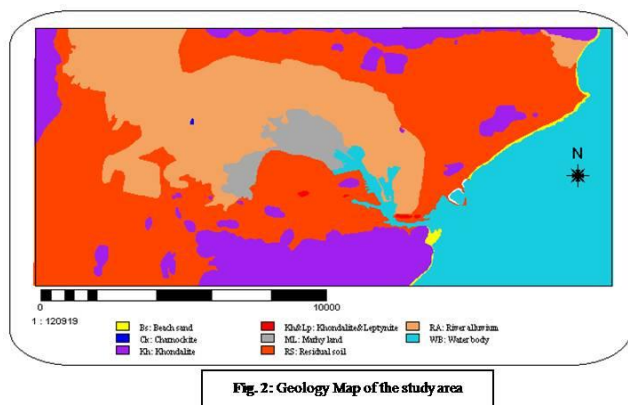 N
0
10000
1 : 120919
Bs: Beach sand
Ck: Charnockite
Kh: Khondalite
Kh&Lp: Khondalite&Leptynite
ML: Marhy land
RS: Residual soil
RA: River alluvium
WB: Water body
Fig. 2: Geology Map of the study area